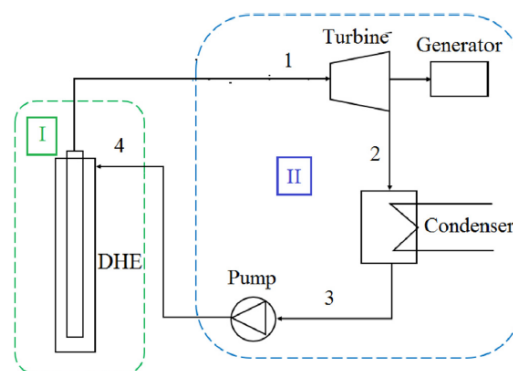 Turbine
Generator
1
I
4
2
II
Condenser
DHE
Pump
3